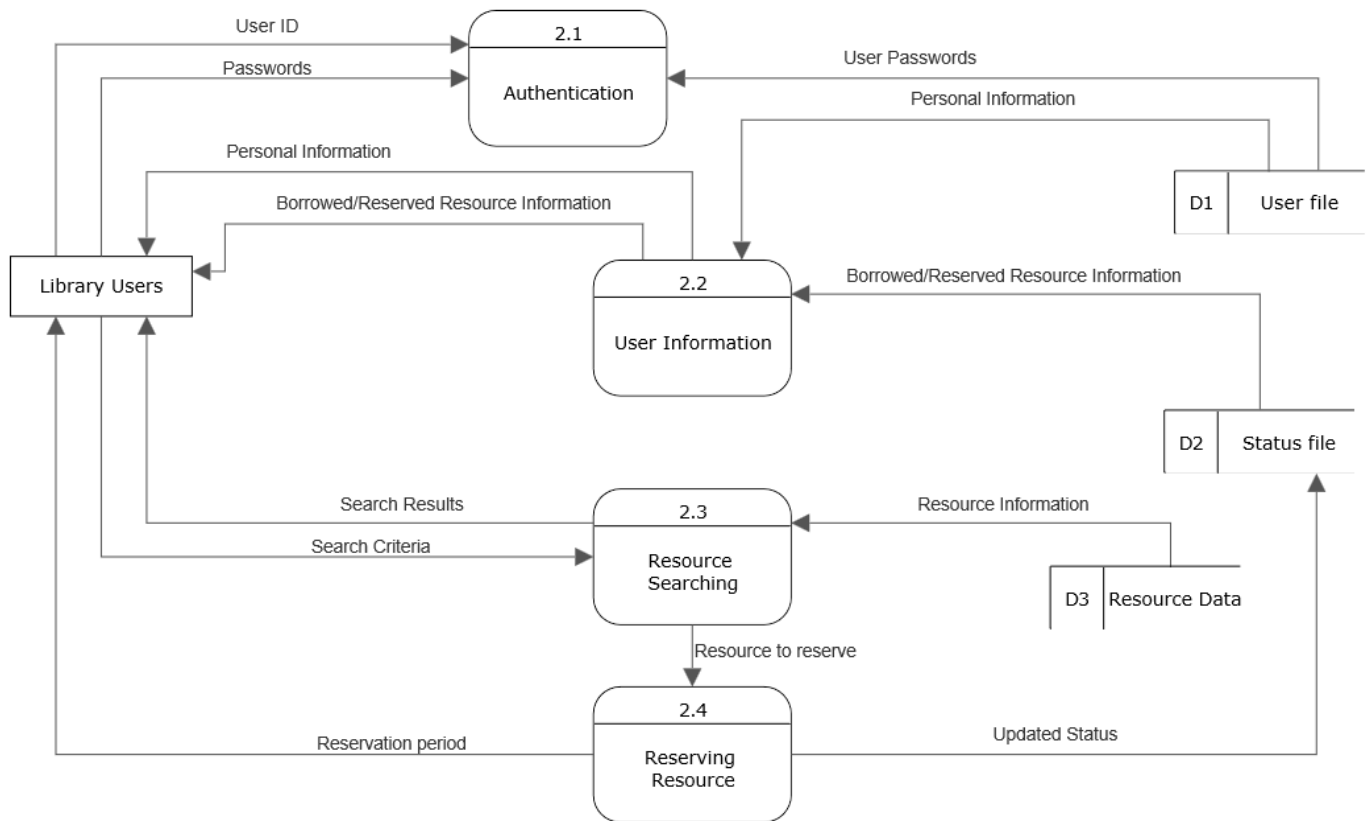 User ID
2.1
Passwords
Authentication
User Passwords
Personal Information
Personal Information
Borrowed/Reserved Resource Information
D1
User file
Library Users
2.2
User Information
Borrowed/Reserved Resource Information
D2
Status file
Search Results
Search Criteria
2.3
Resource
Searching
Resource Information
D3
Resource Data
Resource to reserve
2.4
Reserving
Resource
Reservation period
Updated Status